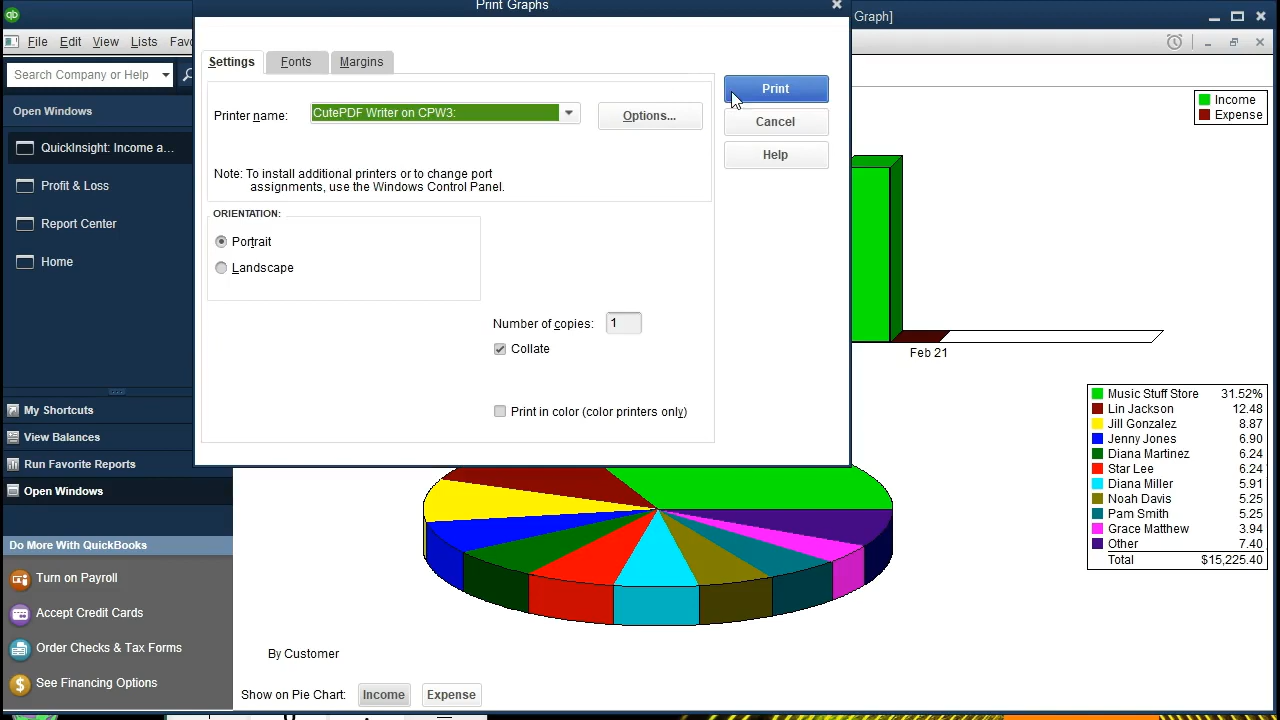 Print Graphs
Graph]
File Edit View Lists Favo
Search Company or Help
Open Windows
QuickInsight: Income a...
Profit & Loss
Report Center
Home
My Shortcuts
View Balances
Run Favorite Reports
Open Windows
Do More With QuickBooks
Turn on Payroll
Accept Credit Cards
Order Checks & Tax Forms
See Financing Options
Settings Fonts Margins
Printer name: CutePDF Writer on CPW3: Options...
Note: To install additional printers or to change port
assignments, use the Windows Control Panel.
ORIENTATION:
Portrait
Landscape
Number of copies: 1
Collate
Print in color (color printers only)
Print
Cancel
Help
Income
Expense
Feb 21
Music Stuff Store 31.52%
Lin Jackson 12.48
Jill Gonzalez 8.87
Jenny Jones 6.90
Diana Martinez 6.24
Star Lee 6.24
Diana Miller 5.91
Noah Davis 5.25
Pam Smith 5.25
Grace Matthew 3.94
Other 7.40
Total $15,225.40
By Customer
Show on Pie Chart: Income Expense